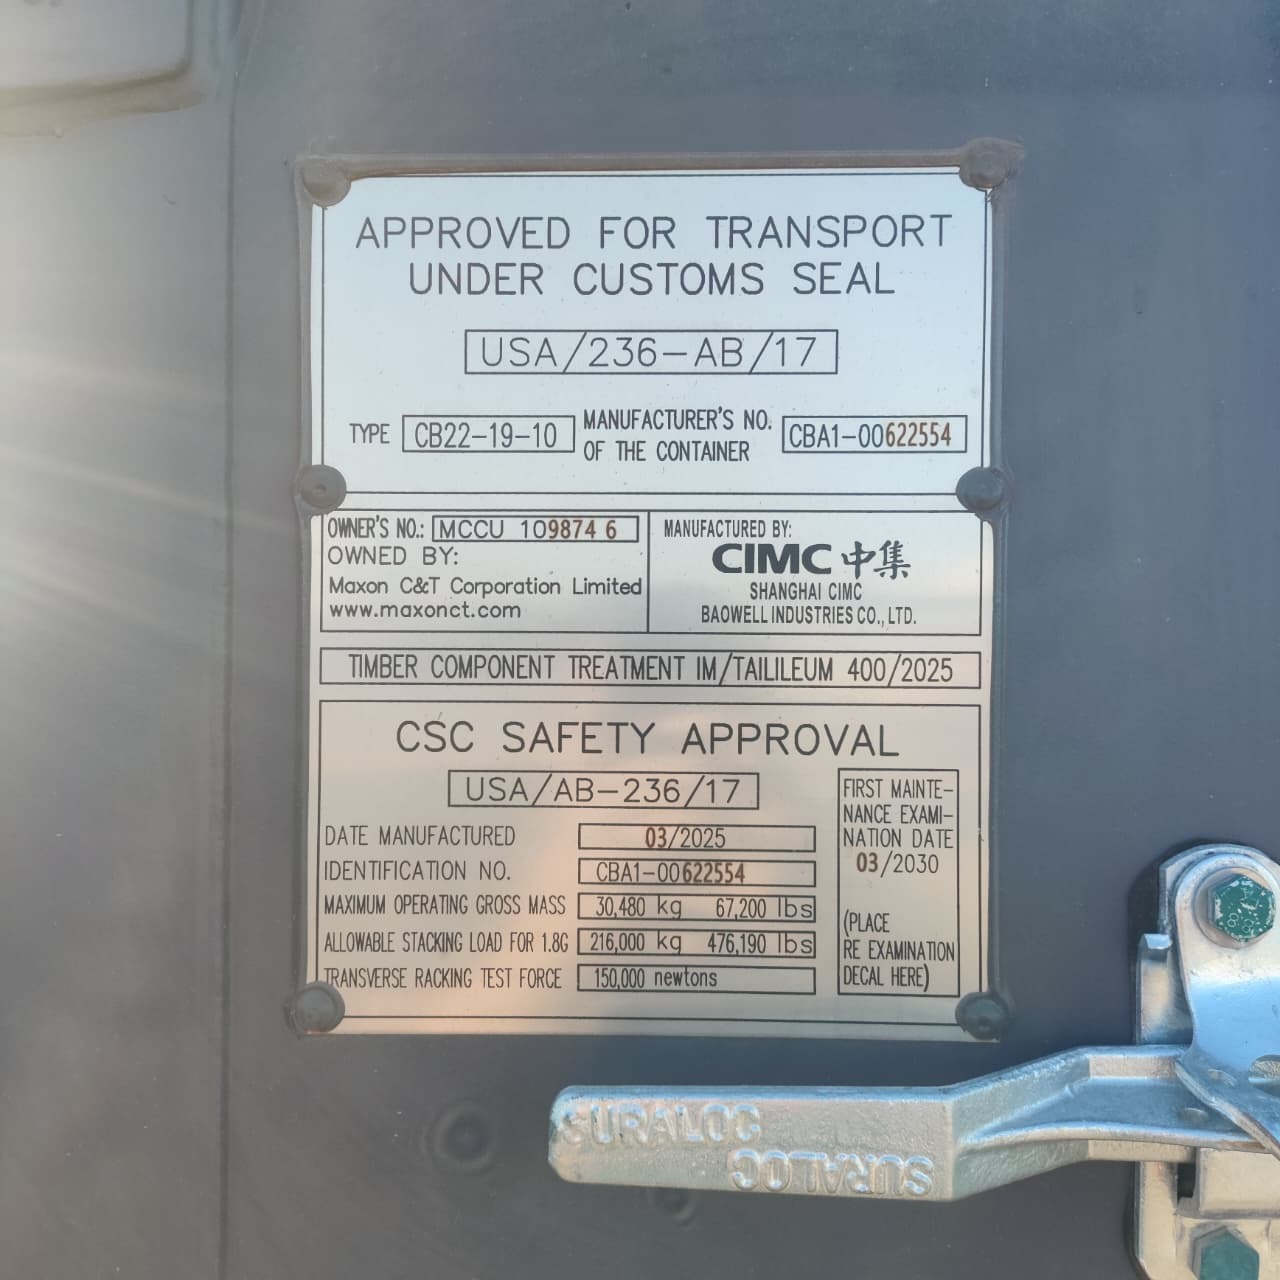 APPROVED FOR TRANSPORT
UNDER CUSTOMS SEAL
USA/236-AB/17
TYPE CB22-19-10 MANUFACTURER'S NO. OF THE CONTAINER CBA1-00622554
OWNER'S NO.: MCCU 109874 6
OWNED BY:
Maxon C&T Corporation Limited
www.maxonct.com
MANUFACTURED BY:
CIMC 中集
SHANGHAI CIMC
BAOWELL INDUSTRIES CO., LTD.
TIMBER COMPONENT TREATMENT IM/TAILILEUM 400/2025
CSC SAFETY APPROVAL
USA/AB-236/17
DATE MANUFACTURED 03/2025
IDENTIFICATION NO. CBA1-00622554
MAXIMUM OPERATING GROSS MASS 30,480 kg 67,200 lbs
ALLOWABLE STACKING LOAD FOR 1.8G 216,000 kg 476,190 lbs
TRANSVERSE RACKING TEST FORCE 150,000 newtons
FIRST MAINTE-
NANCE EXAMI-
NATION DATE
03/2030
(PLACE
RE EXAMINATION
DECAL HERE)
SURALOC
SURALOC